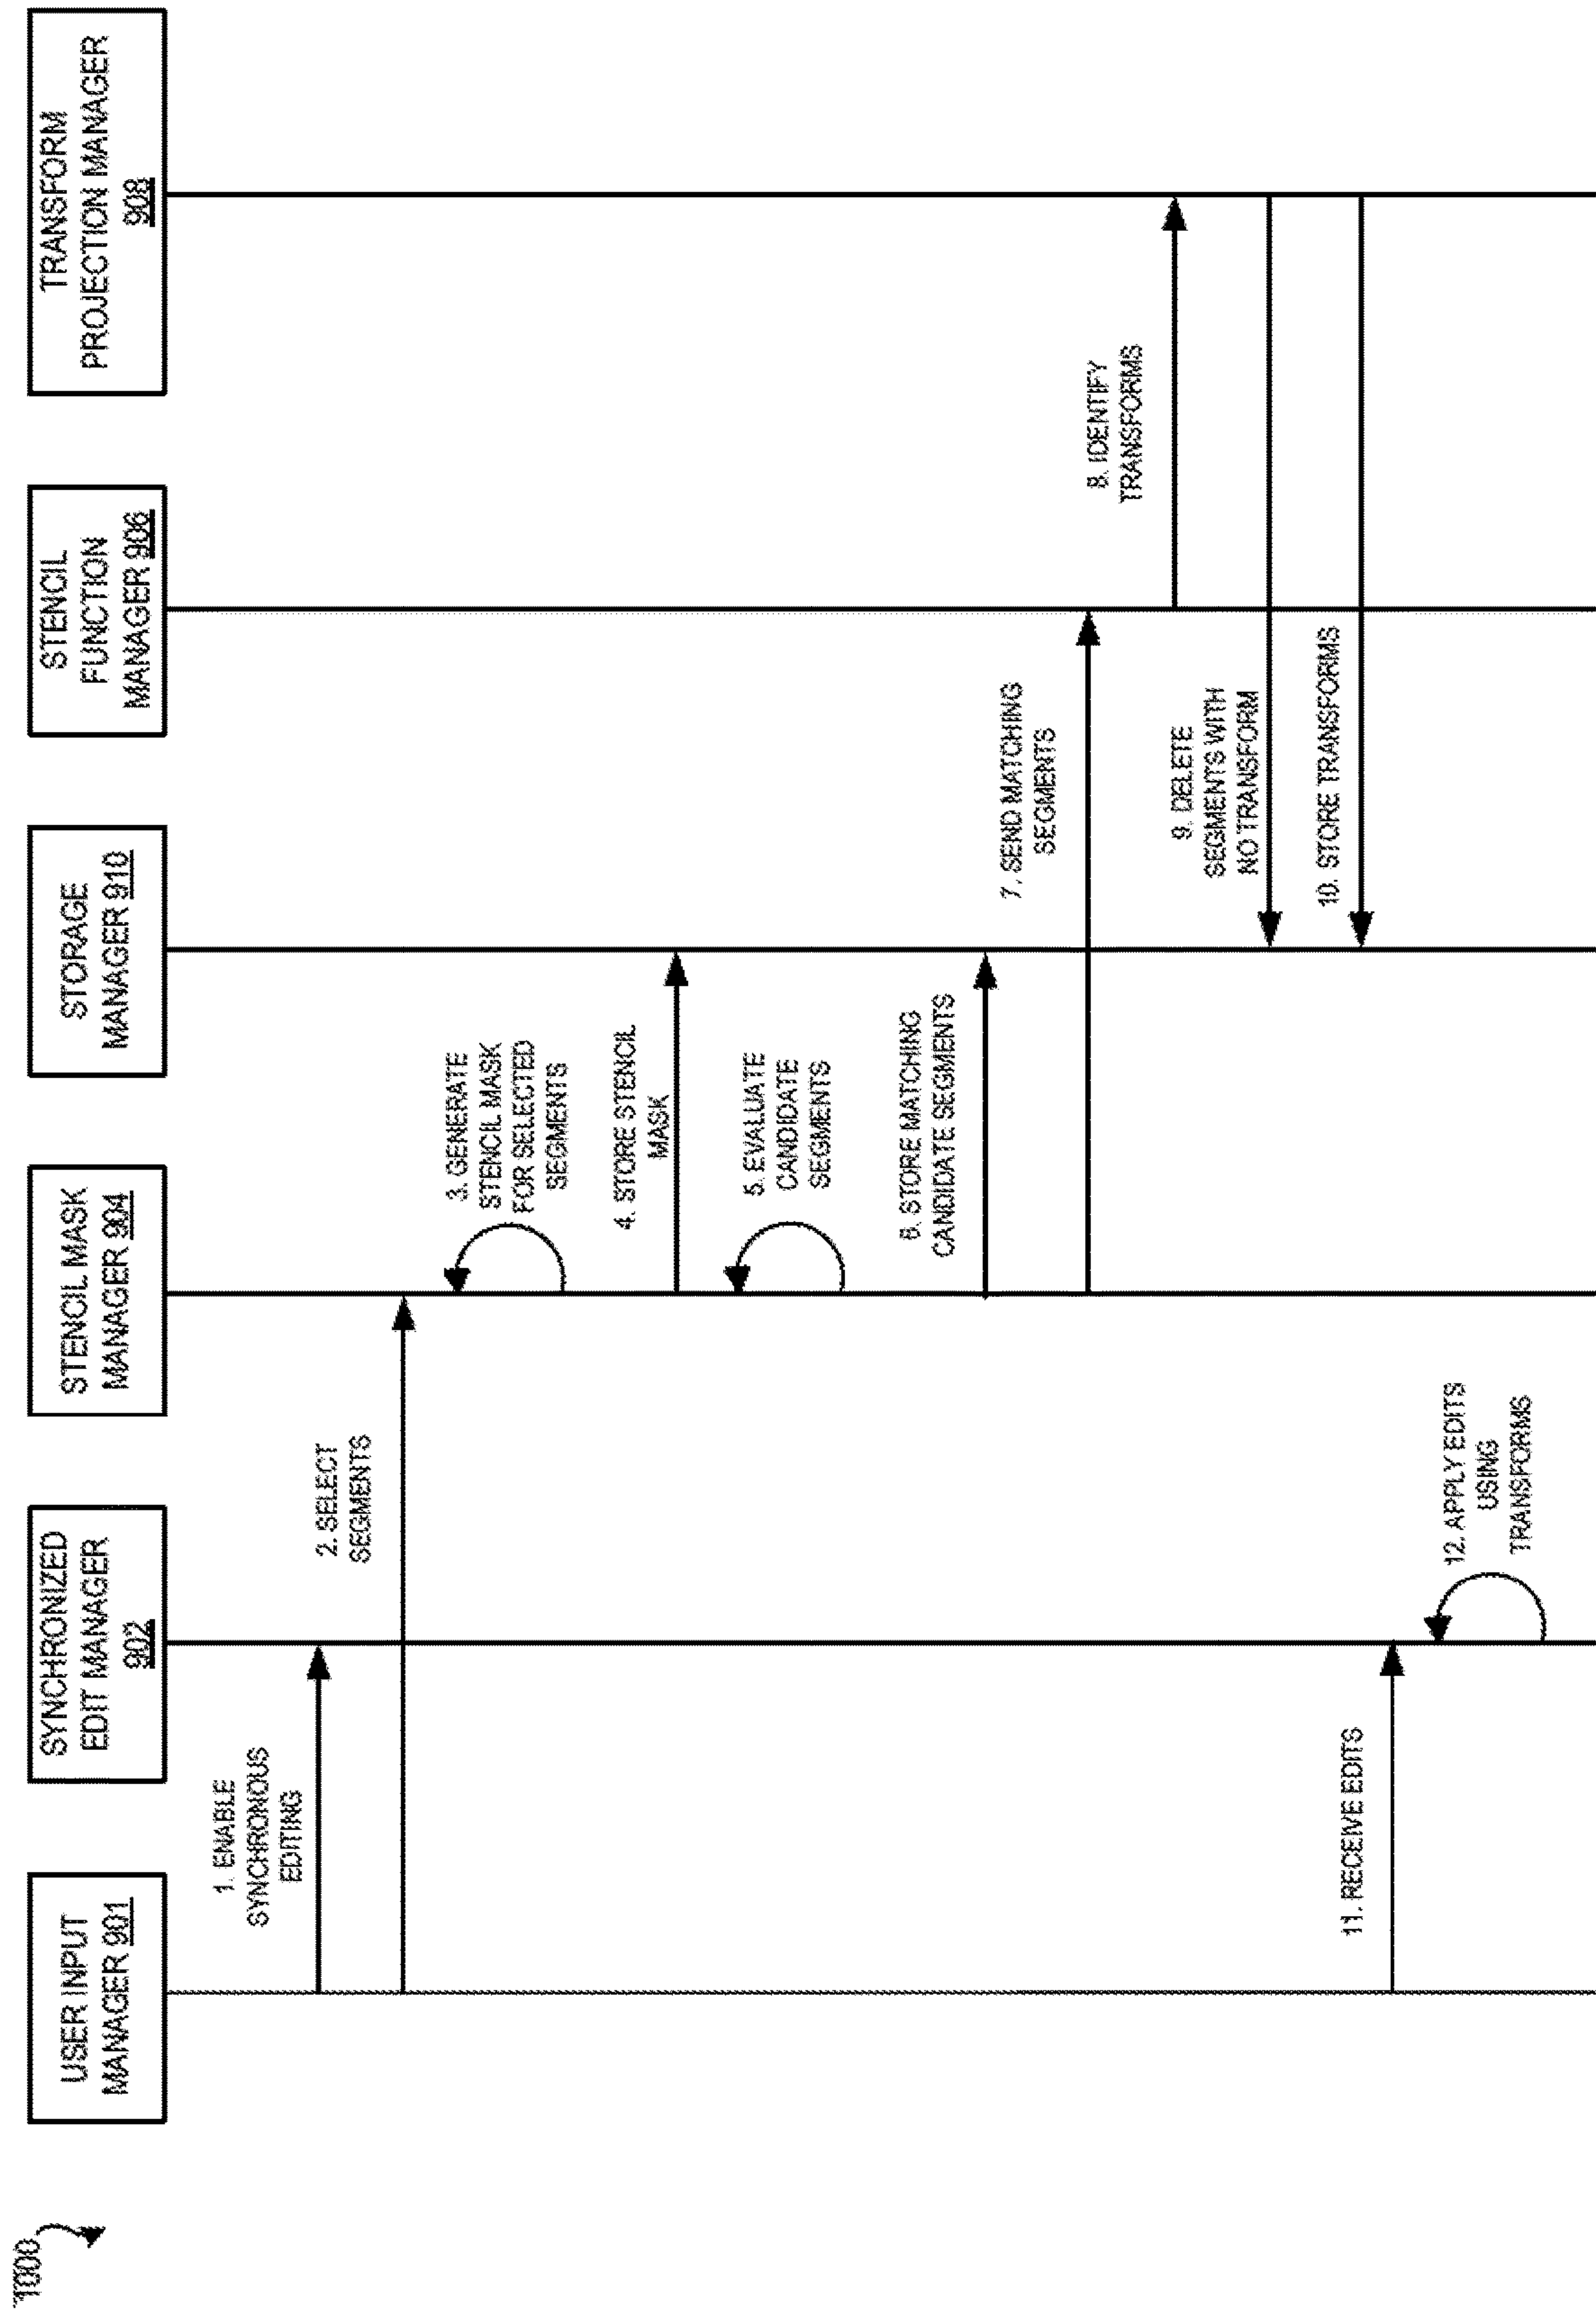 1000
USER INPUT
MANAGER 901
SYNCHRONIZED
EDIT MANAGER
902
STENCIL MASK
MANAGER 904
STORAGE
MANAGER 910
STENCIL
FUNCTION
MANAGER 906
TRANSFORM
PROJECTION MANAGER
908
1. ENABLE
SYNCHRONOUS
EDITING
2. SELECT
SEGMENTS
3. GENERATE
STENCIL MASK
FOR SELECTED
SEGMENTS
4. STORE STENCIL
MASK
5. EVALUATE
CANDIDATE
SEGMENTS
6. STORE MATCHING
CANDIDATE SEGMENTS
7. SEND MATCHING
SEGMENTS
8. IDENTIFY
TRANSFORMS
9. DELETE
SEGMENTS WITH
NO TRANSFORM
10. STORE TRANSFORMS
11. RECEIVE EDITS
12. APPLY EDITS
USING
TRANSFORMS